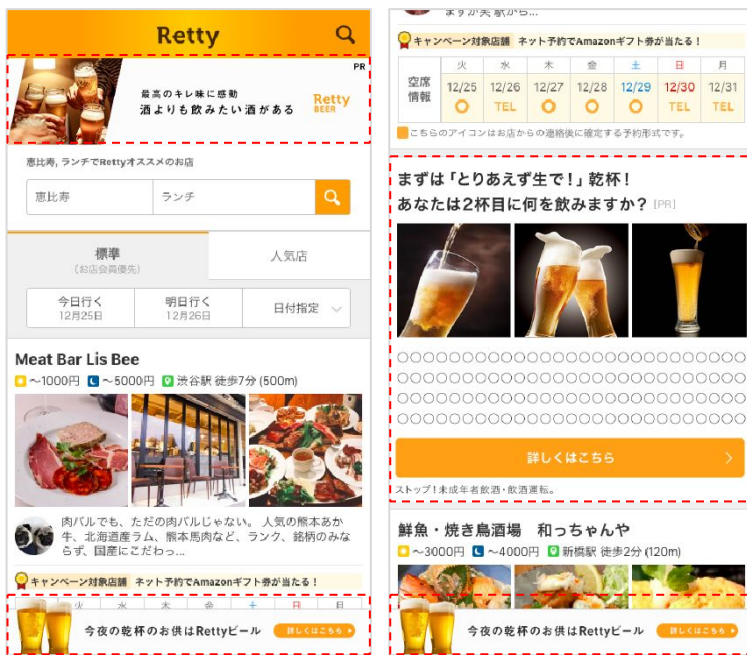 Retty
PR
最高のキレ味に感動
酒よりも飲みたい酒がある
Retty
BEER
恵比寿, ランチでRettyオススメのお店
恵比寿 ランチ
標準 人気店
(お店会員優先)
今日行く 明日行く 日付指定
12月25日 12月26日
Meat Bar Lis Bee
～1000円 ～5000円 渋谷駅 徒歩7分 (500m)
肉バルでも、ただの肉バルじゃない。 人気の熊本あか
牛、北海道産ラム、熊本馬肉など、ランク、銘柄のみな
らず、国産にこだわっ...
キャンペーン対象店舗 ネット予約でAmazonギフト券が当たる！
火 水 木 金 土 日 月
今夜の乾杯のお供はRettyビール 詳しくはこちら
キャンペーン対象店舗 ネット予約でAmazonギフト券が当たる！
火 水 木 金 土 日 月
空席 12/25 12/26 12/27 12/28 12/29 12/30 12/31
情報 TEL TEL TEL
こちらのアイコンはお店からの連絡後に確定する予約形式です。
まずは「とりあえず生で！」乾杯！
あなたは2杯目に何を飲みますか？ [PR]
○○○○○○○○○○○○○○○○○○○○○○○○○○○
○○○○○○○○○○○○○○○○○○○○○○○○○○○
○○○○○○○○○○○○○○○○○○○○○○○○○○○
○○○○○○○○○○○○○○○○○○○○○○○○○○○
詳しくはこちら
ストップ！未成年者飲酒・飲酒運転。
鮮魚・焼き鳥酒場 和っちゃんや
～3000円 ～4000円 新橋駅 徒歩2分 (120m)
今夜の乾杯のお供はRettyビール 詳しくはこちら